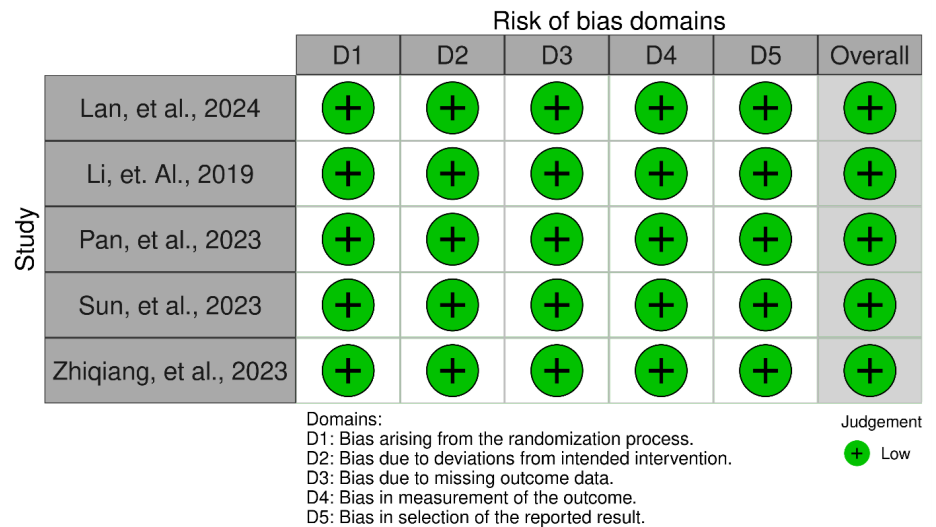 Risk of bias domains
D1 D2 D3 D4 D5 Overall
Study
Lan, et al., 2024 + + + + + +
Li, et. Al., 2019 + + + + + +
Pan, et al., 2023 + + + + + +
Sun, et al., 2023 + + + + + +
Zhiqiang, et al., 2023 + + + + + +
Domains:
D1: Bias arising from the randomization process.
D2: Bias due to deviations from intended intervention.
D3: Bias due to missing outcome data.
D4: Bias in measurement of the outcome.
D5: Bias in selection of the reported result.
Judgement
+ Low